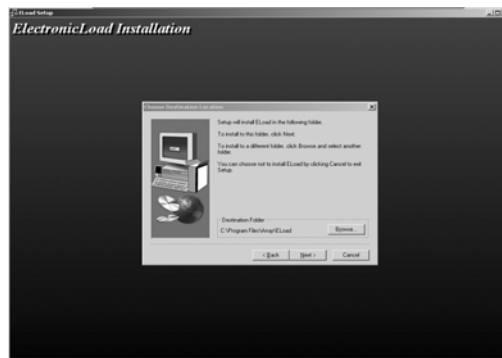 ELoad Setup
ElectronicLoad Installation
Choose Destination Location
Setup will install ELoad in the following folder.
To install to this folder, click Next.
To install to a different folder, click Browse and select another
folder.
You can choose not to install ELoad by clicking Cancel to exit
Setup.
Destination Folder
C:\Program Files\Array\ELoad
Browse...
< Back
Next >
Cancel